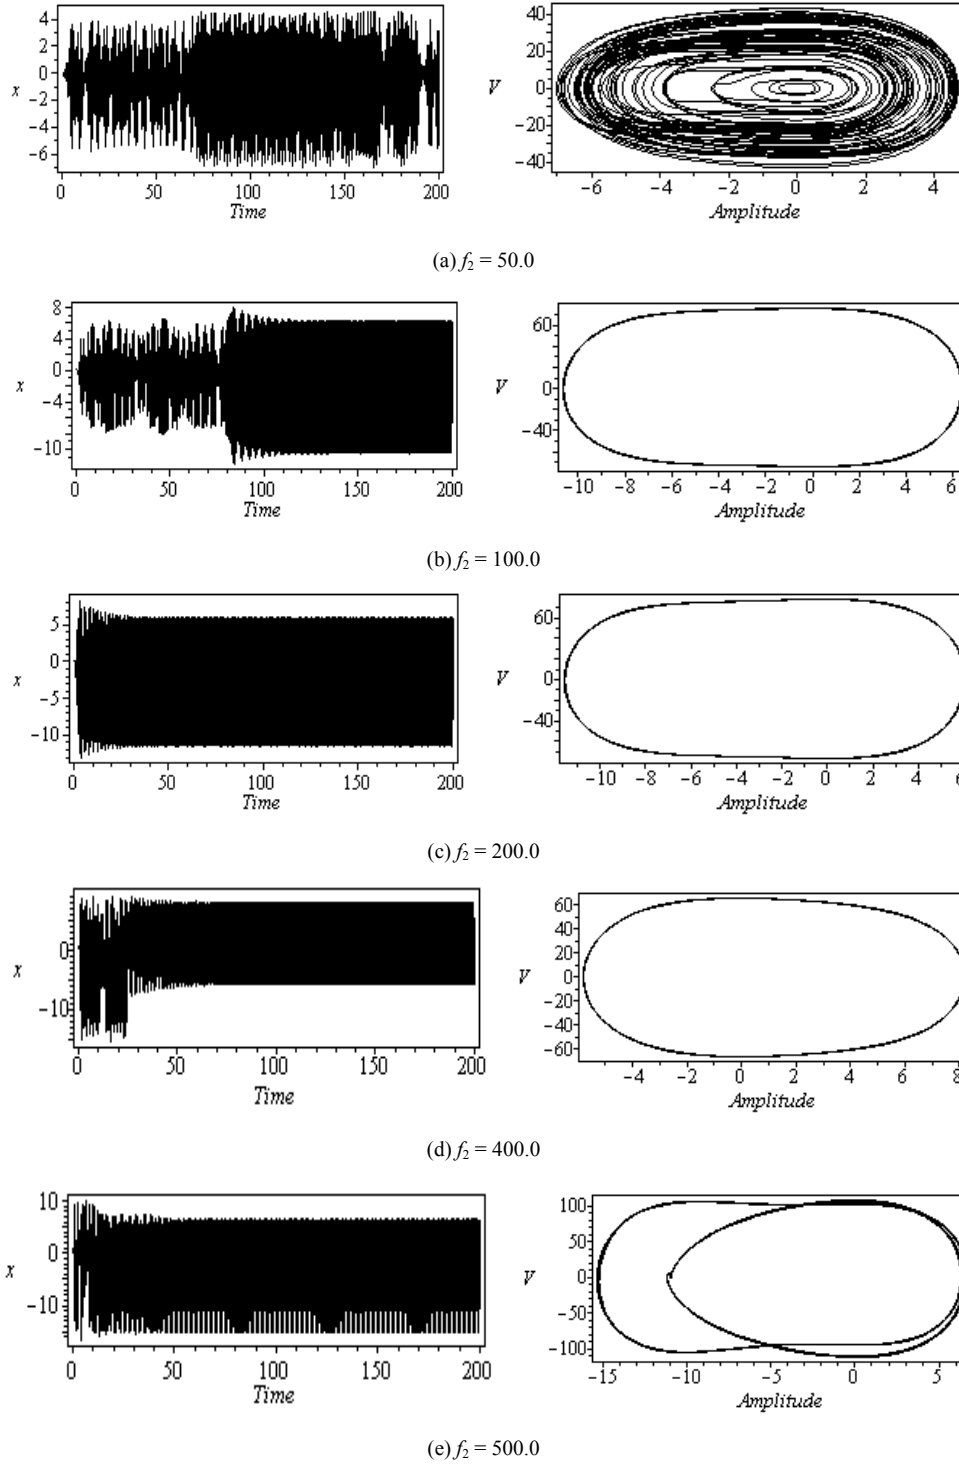 4
2
0
x
−2
−4
−6
0 50 100 150 200
Time
40
20
V 0
−20
−40
−6 −4 −2 0 2 4
Amplitude
(a) f2 = 50.0
8
4
0
x
−4
−10
0 50 100 150 200
Time
60
V 0
−40
−10 −8 −6 −4 −2 0 2 4 6
Amplitude
(b) f2 = 100.0
5
0
x
−5
−10
0 50 100 150 200
Time
60
V 0
−40
−10 −8 −6 −4 −2 0 2 4 6
Amplitude
(c) f2 = 200.0
0
x
−10
0 50 100 150 200
Time
60
40
20
V 0
−20
−40
−60
−4 −2 0 2 4 6 8
Amplitude
(d) f2 = 400.0
10
0
x
−10
0 50 100 150 200
Time
100
50
V 0
−50
−100
−15 −10 −5 0 5
Amplitude
(e) f2 = 500.0